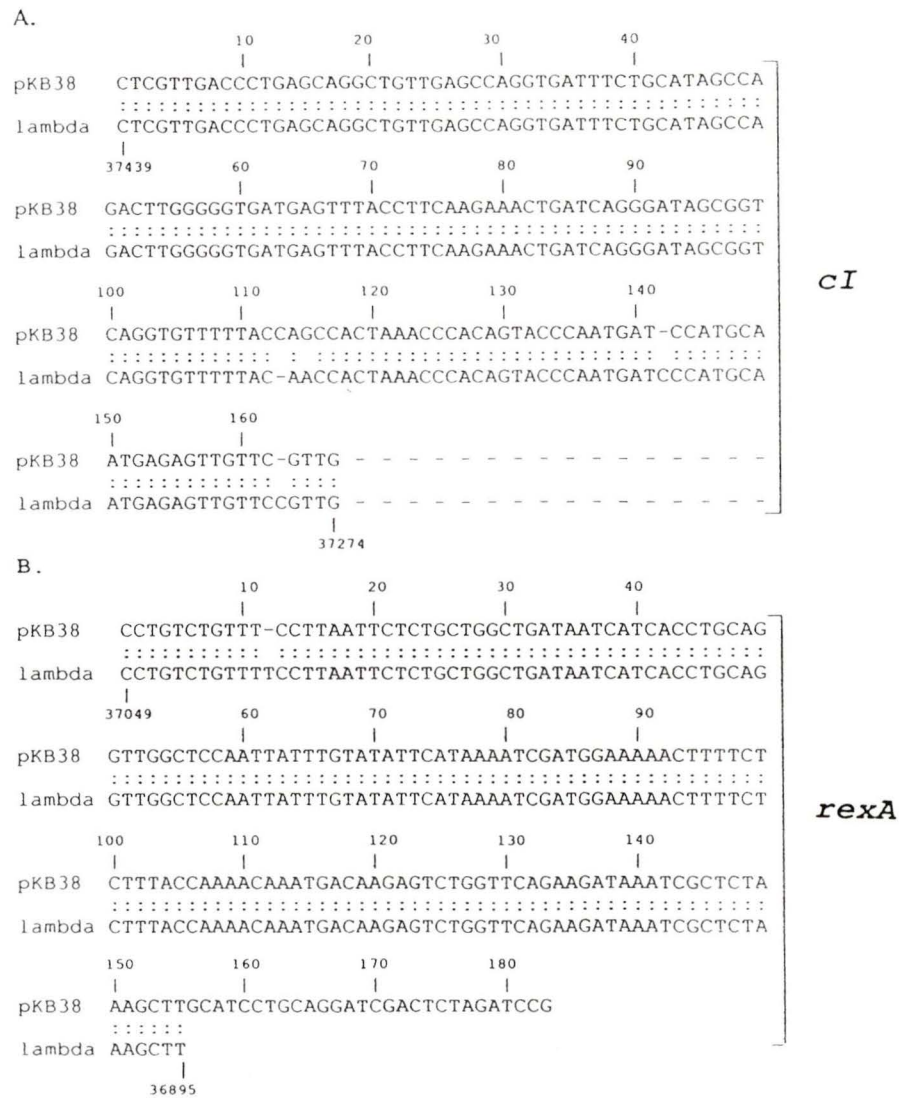 A.
10 20 30 40
pKB38 CTCGTTGACCCTGAGCAGGCTGTTGAGCCAGGTGATTTCTGCATAGCCA
lambda CTCGTTGACCCTGAGCAGGCTGTTGAGCCAGGTGATTTCTGCATAGCCA
37439 60 70 80 90
pKB38 GACTTGGGGGTGATGAGTTTACCTTCAAGAAACTGATCAGGGATAGCGGT
lambda GACTTGGGGGTGATGAGTTTACCTTCAAGAAACTGATCAGGGATAGCGGT
cI
100 110 120 130 140
pKB38 CAGGTGTTTTTACCAGCCACTAAACCCACAGTACCCAATGAT-CCATGCA
lambda CAGGTGTTTTTAC-AACCACTAAACCCACAGTACCCAATGATCCCATGCA
150 160
pKB38 ATGAGAGTTGTTC-GTTG - - - - - - - - - - - - - - - -
lambda ATGAGAGTTGTTCCGTTG - - - - - - - - - - - - - - - -
37274
B.
10 20 30 40
pKB38 CCTGTCTGTTT-CCTTAATTCTCTGCTGGCTGATAATCATCACCTGCAG
lambda CCTGTCTGTTTTCCTTAATTCTCTGCTGGCTGATAATCATCACCTGCAG
37049 60 70 80 90
pKB38 GTTGGCTCCAATTATTTGTATATTCATAAAATCGATGGAAAAACTTTTCT
lambda GTTGGCTCCAATTATTTGTATATTCATAAAATCGATGGAAAAACTTTTCT
rexA
100 110 120 130 140
pKB38 CTTTACCAAAACAAATGACAAGAGTCTGGTTCAGAAGATAAATCGCTCTA
lambda CTTTACCAAAACAAATGACAAGAGTCTGGTTCAGAAGATAAATCGCTCTA
150 160 170 180
pKB38 AAGCTTGCATCCTGCAGGATCGACTCTAGATCCG
lambda AAGCTT
36895